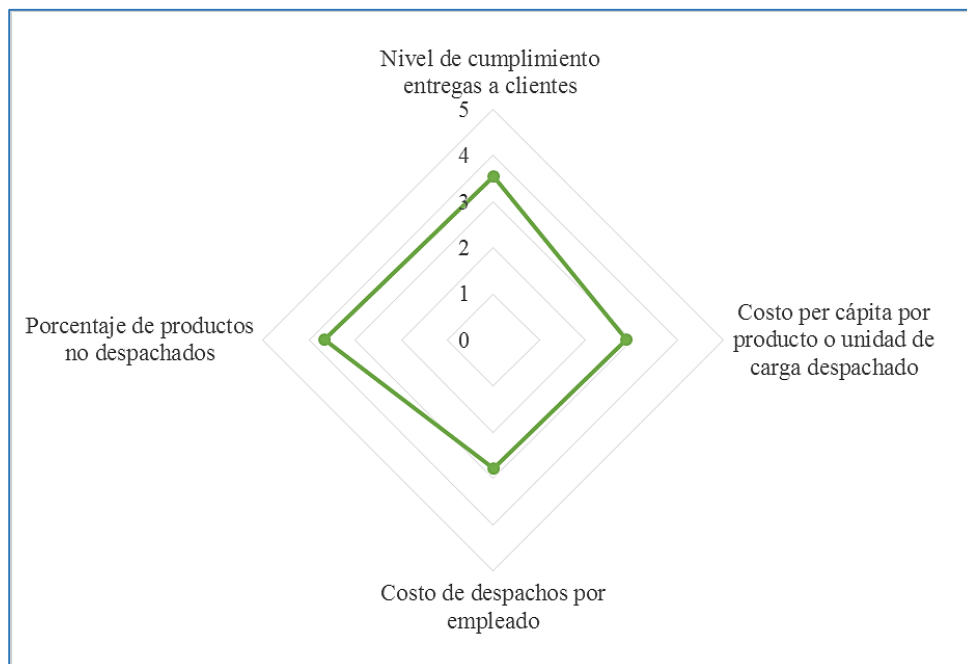 Nivel de cumplimiento
entregas a clientes
5
4
3
2
1
0
Porcentaje de productos
no despachados
Costo per cápita por
producto o unidad de
carga despachado
Costo de despachos por
empleado